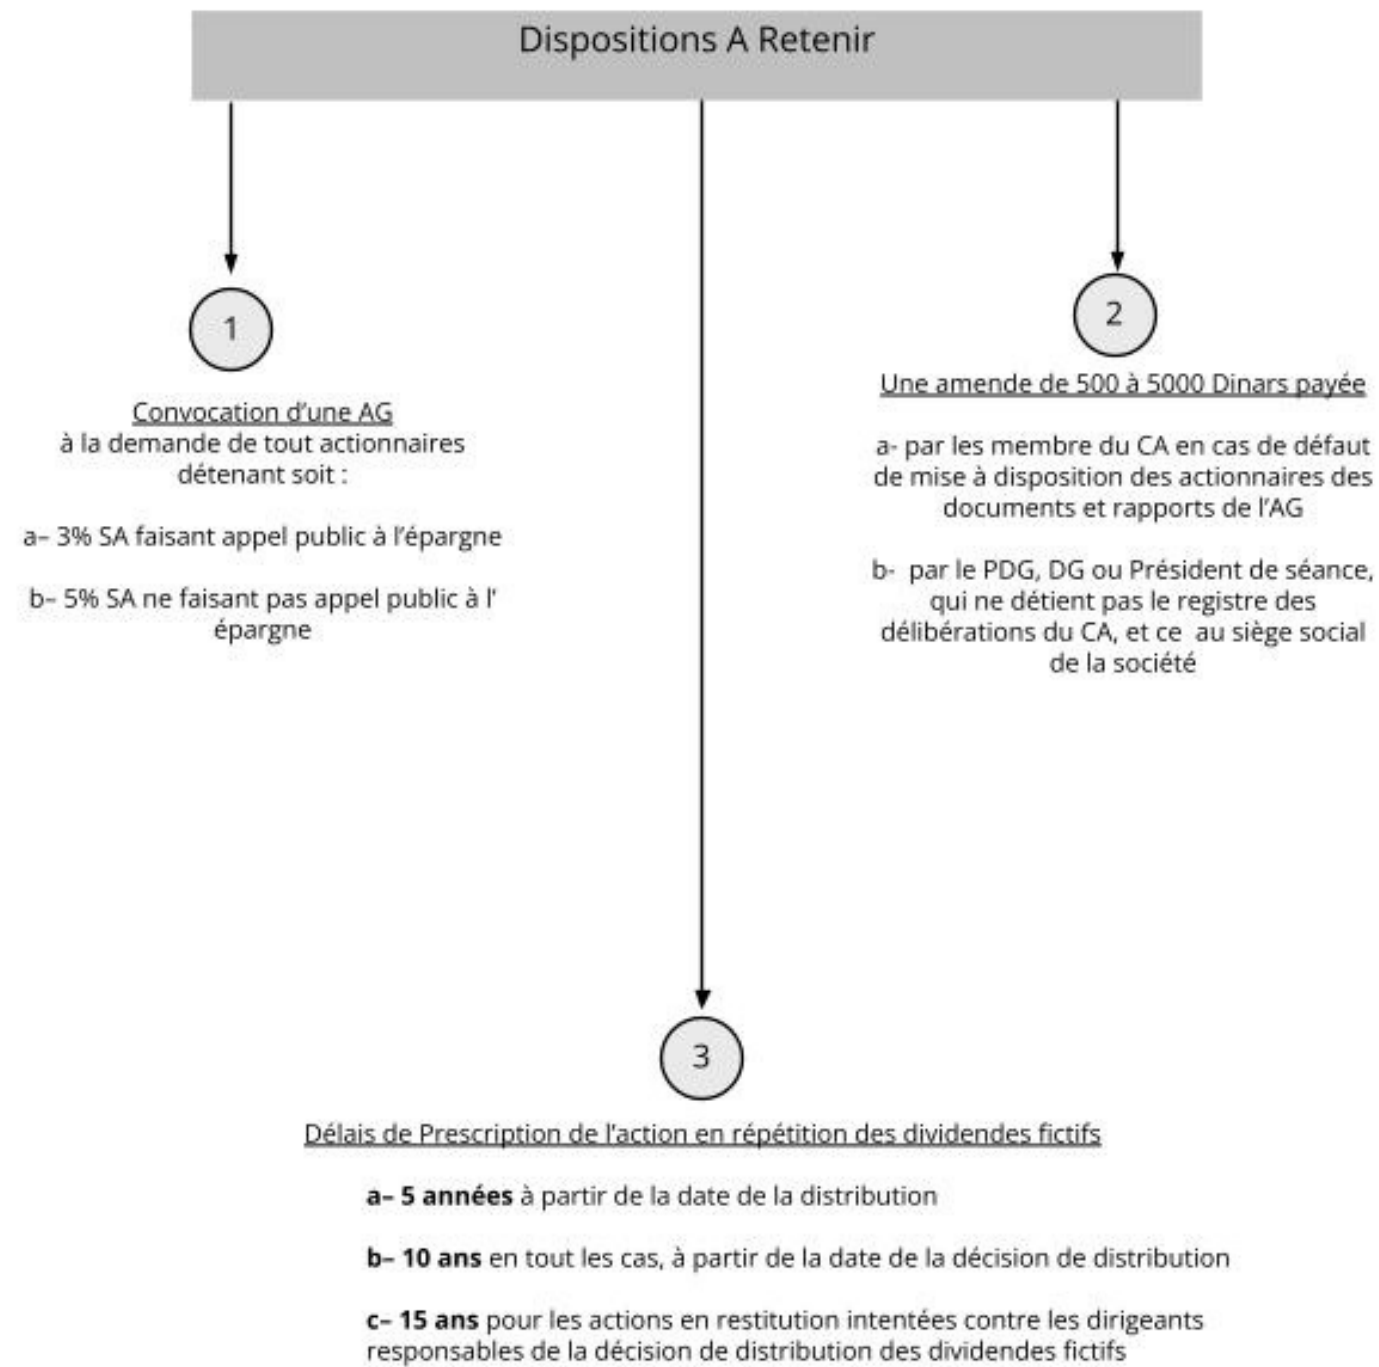 Dispositions A Retenir
1
Convocation d’une AG
à la demande de tout actionnaires
détenant soit :
a– 3% SA faisant appel public à l’épargne
b– 5% SA ne faisant pas appel public à l’
épargne
2
Une amende de 500 à 5000 Dinars payée
a- par les membre du CA en cas de défaut
de mise à disposition des actionnaires des
documents et rapports de l’AG
b- par le PDG, DG ou Président de séance,
qui ne détient pas le registre des
délibérations du CA, et ce au siège social
de la société
3
Délais de Prescription de l’action en répétition des dividendes fictifs
a– 5 années à partir de la date de la distribution
b– 10 ans en tout les cas, à partir de la date de la décision de distribution
c– 15 ans pour les actions en restitution intentées contre les dirigeants
responsables de la décision de distribution des dividendes fictifs